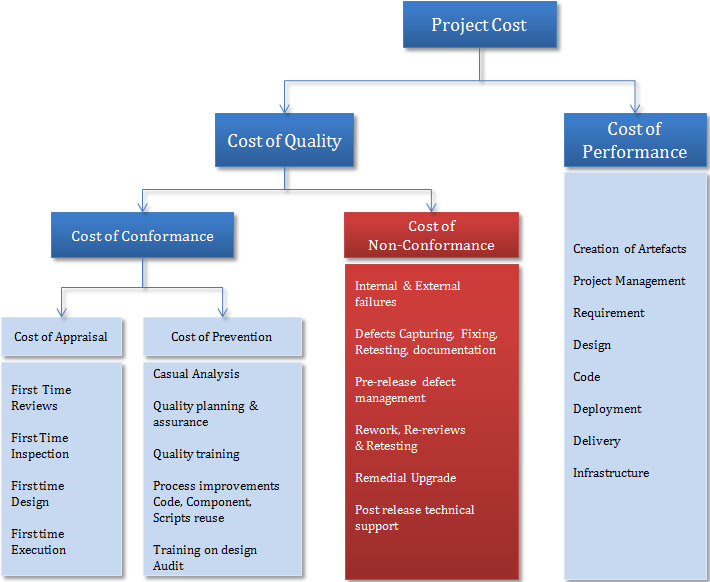 Project Cost
Cost of Quality
Cost of
Performance
Cost of Conformance
Cost of
Non-Conformance
Cost of Appraisal
Cost of Prevention
First Time
Reviews
First Time
Inspection
First time
Design
First time
Execution
Casual Analysis
Quality planning &
assurance
Quality training
Process improvements
Code, Component,
Scripts reuse
Training on design
Audit
Internal & External
failures
Defects Capturing, Fixing,
Retesting, documentation
Pre-release defect
management
Rework, Re-reviews
& Retesting
Remedial Upgrade
Post release technical
support
Creation of Artefacts
Project Management
Requirement
Design
Code
Deployment
Delivery
Infrastructure